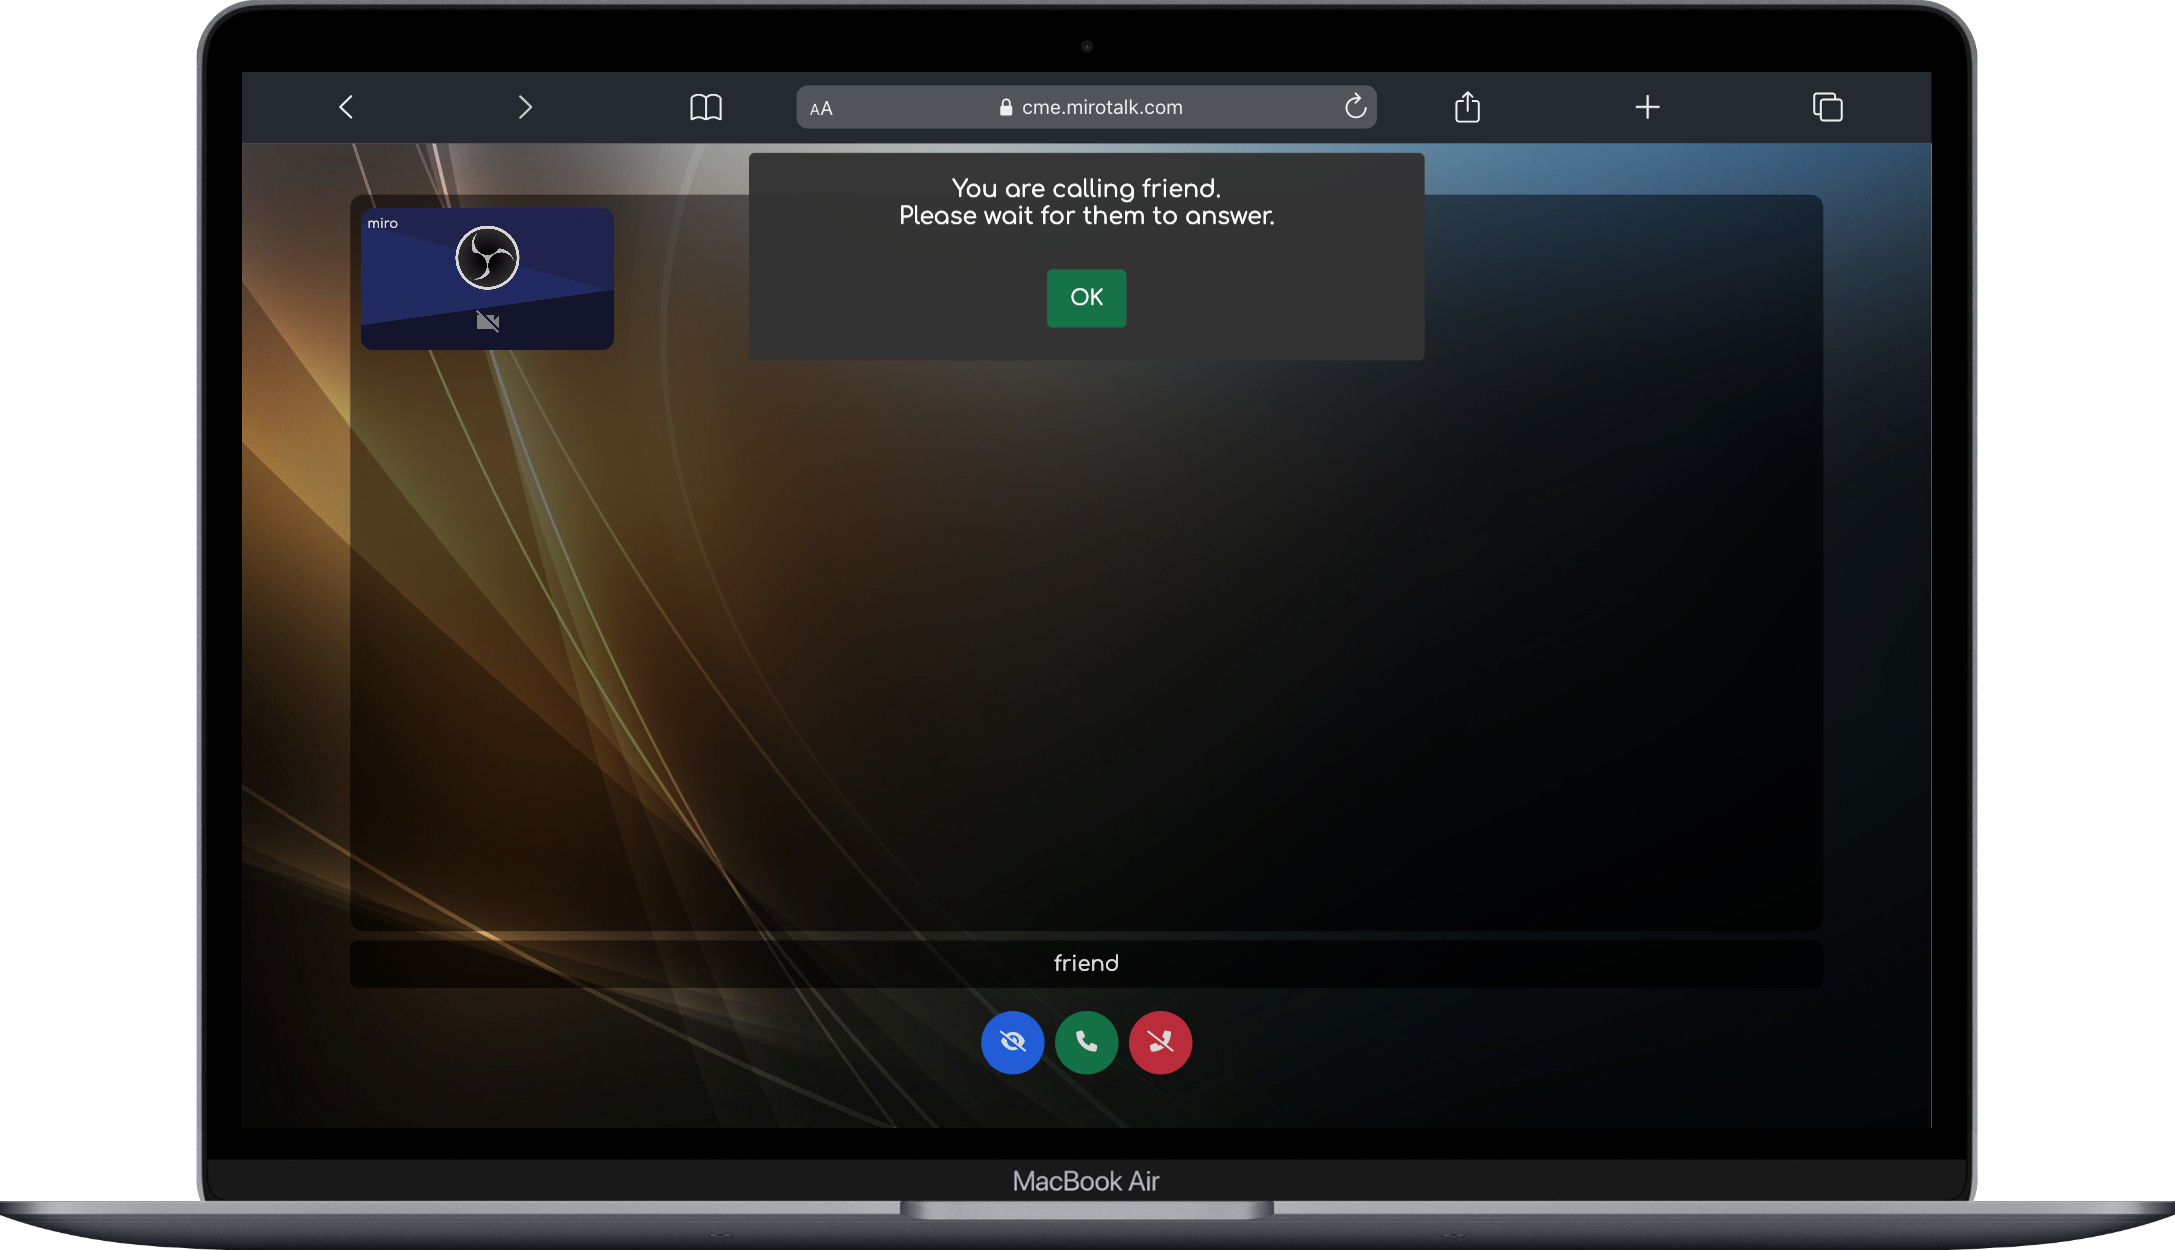 AA
cme.mirotalk.com
You are calling friend.
Please wait for them to answer.
miro
OK
friend
MacBook Air